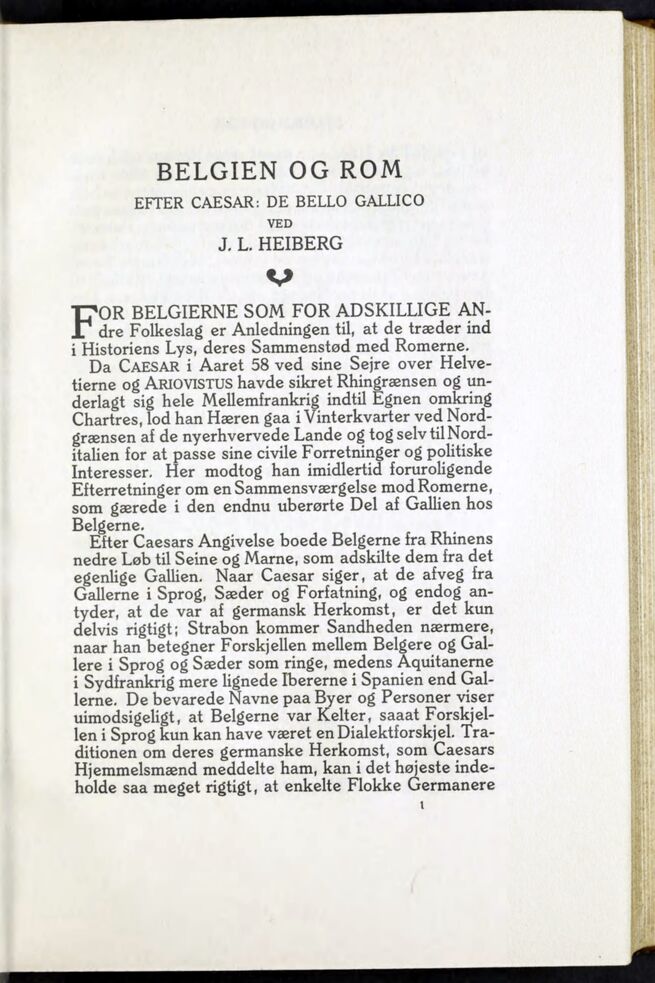 BELGIEN OG ROM
EFTER CAESAR: DE BELLO GALLICO
VED
J. L. HEIBERG
FOR BELGIERNE SOM FOR ADSKILLIGE AN-
dre Folkeslag er Anledningen til, at de træder ind
i Historiens Lys, deres Sammenstød med Romerne.
Da CAESAR i Aaret 58 ved sine Sejre over Helve-
tierne og ARIOVISTUS havde sikret Rhingrænsen og un-
derlagt sig hele Mellemfrankrig indtil Egnen omkring
Chartres, lod han Hæren gaa i Vinterkvarter ved Nord-
grænsen af de nyerhvervede Lande og tog selv til Nord-
italien for at passe sine civile Forretninger og politiske
Interesser. Her modtog han imidlertid foruroligende
Efterretninger om en Sammensværgelse mod Romerne,
som gærede i den endnu uberørte Del af Gallien hos
Belgerne.
Efter Caesars Angivelse boede Belgerne fra Rhinens
nedre Løb til Seine og Marne, som adskilte dem fra det
egenlige Gallien. Naar Caesar siger, at de afveg fra
Gallerne i Sprog, Sæder og Forfatning, og endog an-
tyder, at de var af germansk Herkomst, er det kun
delvis rigtigt; Strabon kommer Sandheden nærmere,
naar han betegner Forskjellen mellem Belgere og Gal-
lere i Sprog og Sæder som ringe, medens Aquitanerne
i Sydfrankrig mere lignede Ibererne i Spanien end Gal-
lerne. De bevarede Navne paa Byer og Personer viser
uimodsigeligt, at Belgerne var Kelter, saaat Forskjel-
len i Sprog kun kan have været en Dialektforskjel. Tra-
ditionen om deres germanske Herkomst, som Caesars
Hjemmelsmænd meddelte ham, kan i det højeste inde-
holde saa meget rigtigt, at enkelte Flokke Germanere
1